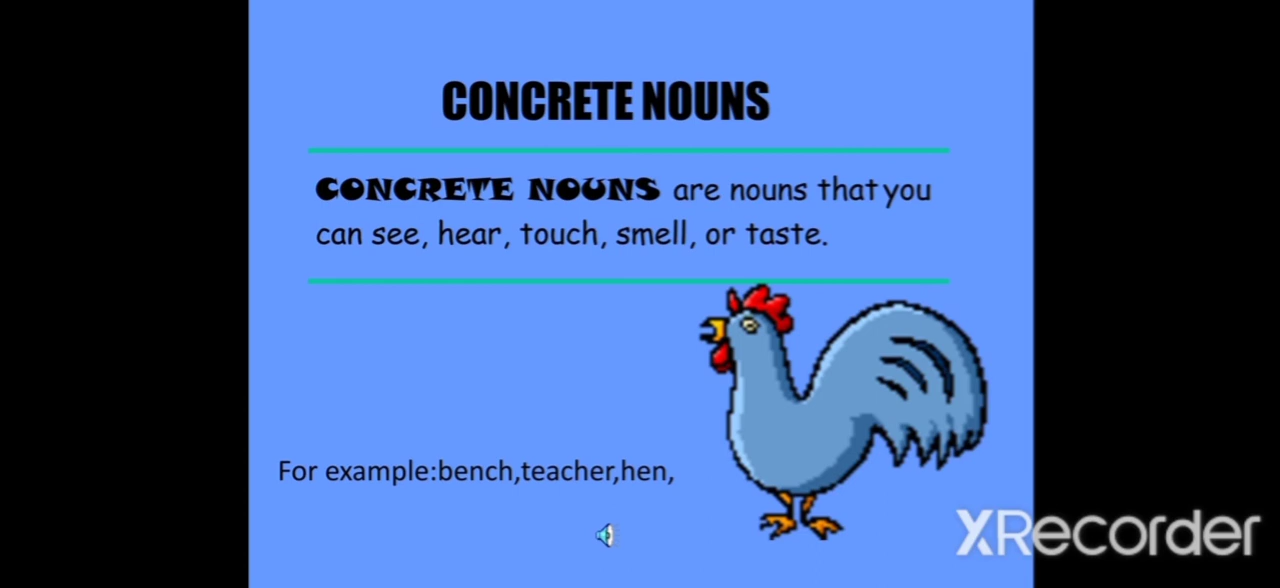 CONCRETE NOUNS
CONCRETE NOUNS are nouns that you
can see, hear, touch, smell, or taste.
For example:bench,teacher,hen,
XRecorder